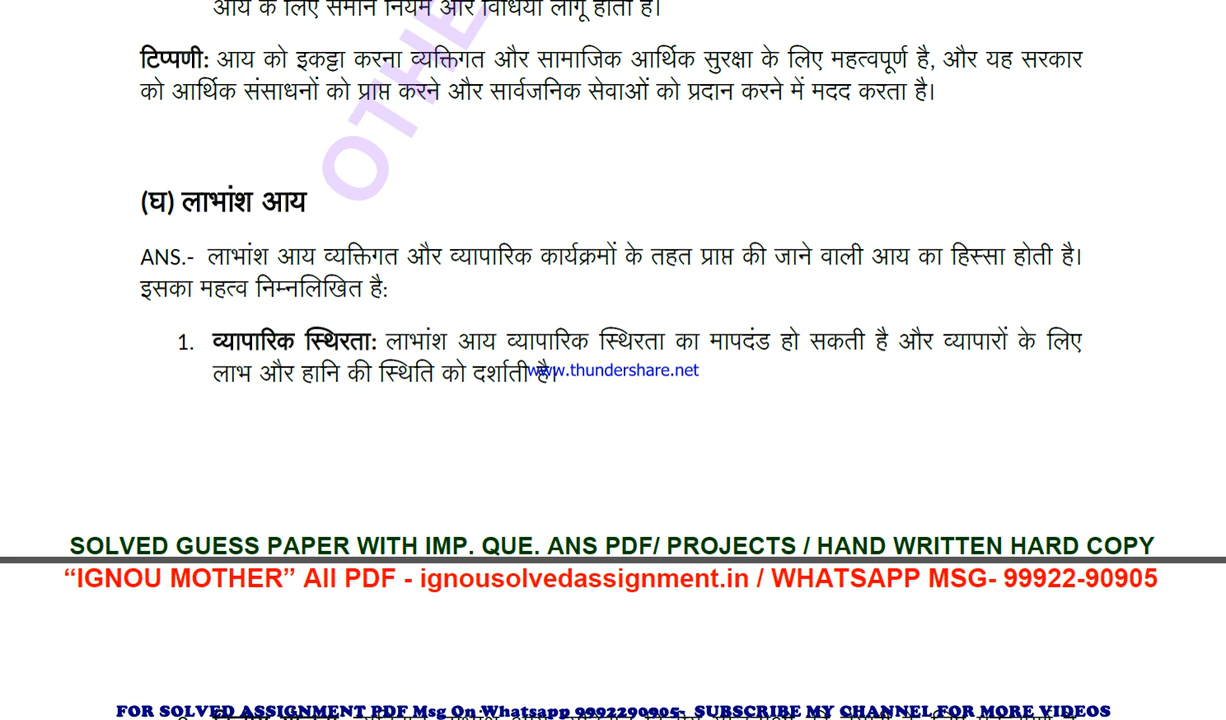 आय के लिए समान नियम और विधियां लागू होती हैं।
टिप्पणी: आय को इकट्ठा करना व्यक्तिगत और सामाजिक आर्थिक सुरक्षा के लिए महत्वपूर्ण है, और यह सरकार
को आर्थिक संसाधनों को प्राप्त करने और सार्वजनिक सेवाओं को प्रदान करने में मदद करता है।
OTHE
(घ) लाभांश आय
ANS.- लाभांश आय व्यक्तिगत और व्यापारिक कार्यक्रमों के तहत प्राप्त की जाने वाली आय का हिस्सा होती है।
इसका महत्व निम्नलिखित है:
1. व्यापारिक स्थिरता: लाभांश आय व्यापारिक स्थिरता का मापदंड हो सकती है और व्यापारों के लिए
लाभ और हानि की स्थिति को दर्शाती है।
www.thundershare.net
SOLVED GUESS PAPER WITH IMP. QUE. ANS PDF/ PROJECTS / HAND WRITTEN HARD COPY
“IGNOU MOTHER” All PDF - ignousolvedassignment.in / WHATSAPP MSG- 99922-90905
FOR SOLVED ASSIGNMENT PDF Msg On Whatsapp 9992290905- SUBSCRIBE MY CHANNEL FOR MORE VIDEOS